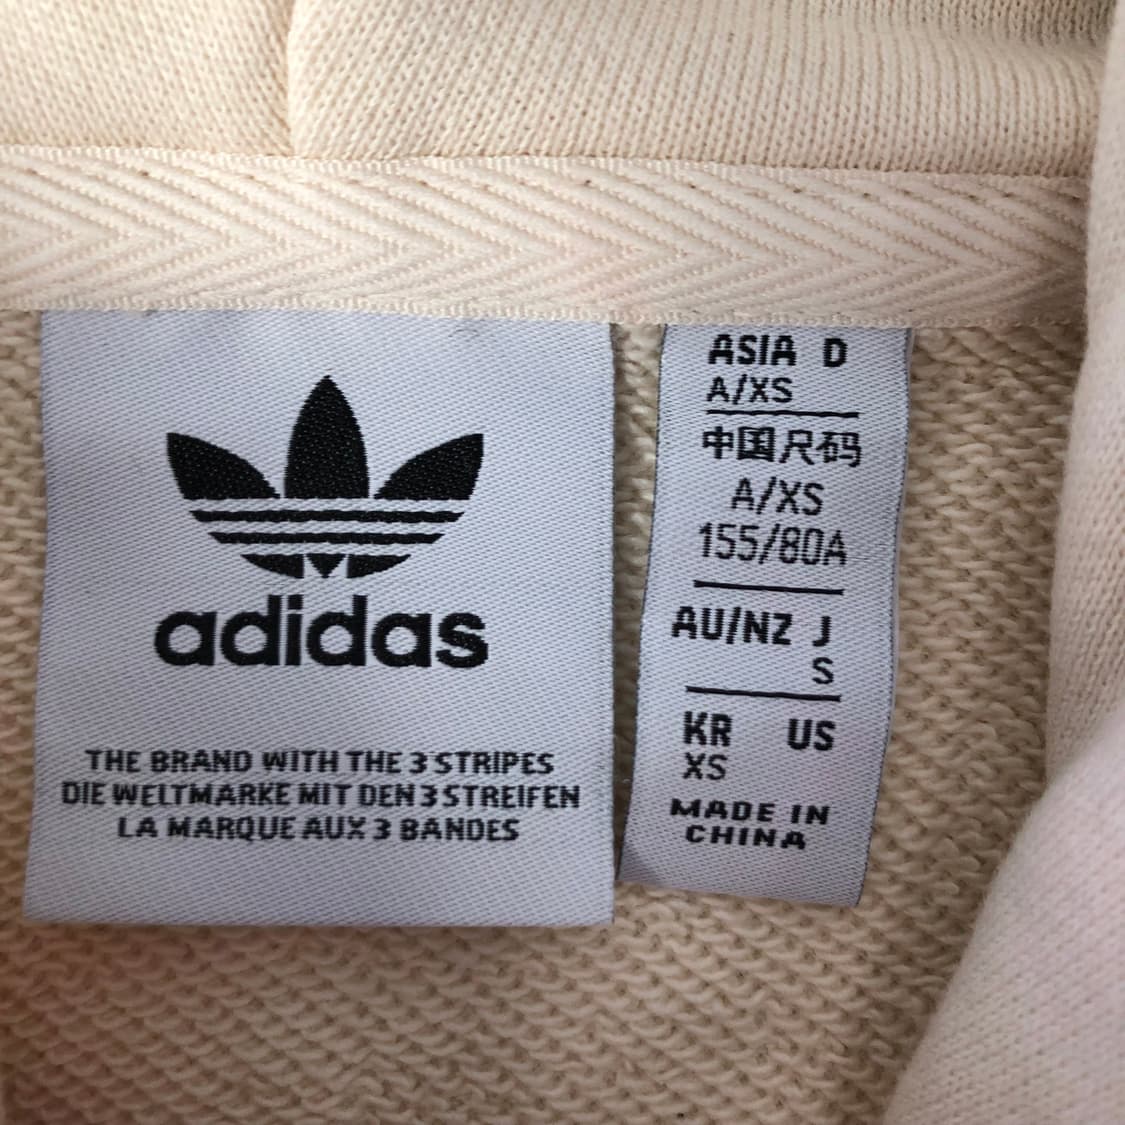 adidas
THE BRAND WITH THE 3 STRIPES
DIE WELTMARKE MIT DEN 3 STREIFEN
LA MARQUE AUX 3 BANDES
ASIA D
A/XS
中国尺码
A/XS
155/80A
AU/NZ J
S
KR US
XS
MADE IN
CHINA